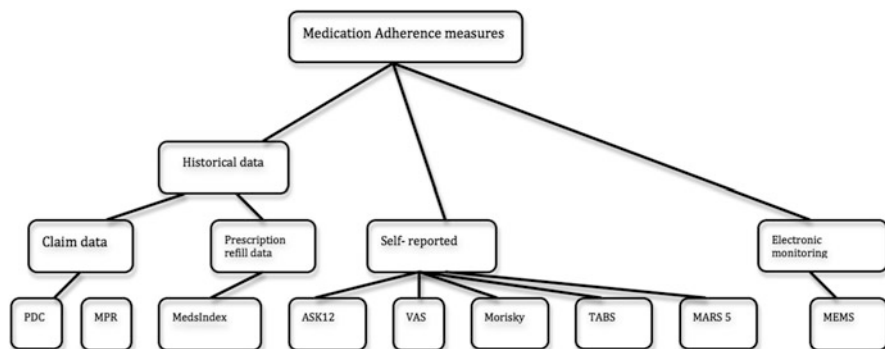 Medication Adherence measures
Historical data
Claim data
Prescription
refill data
Self- reported
Electronic
monitoring
PDC
MPR
MedsIndex
ASK12
VAS
Morisky
TABS
MARS 5
MEMS